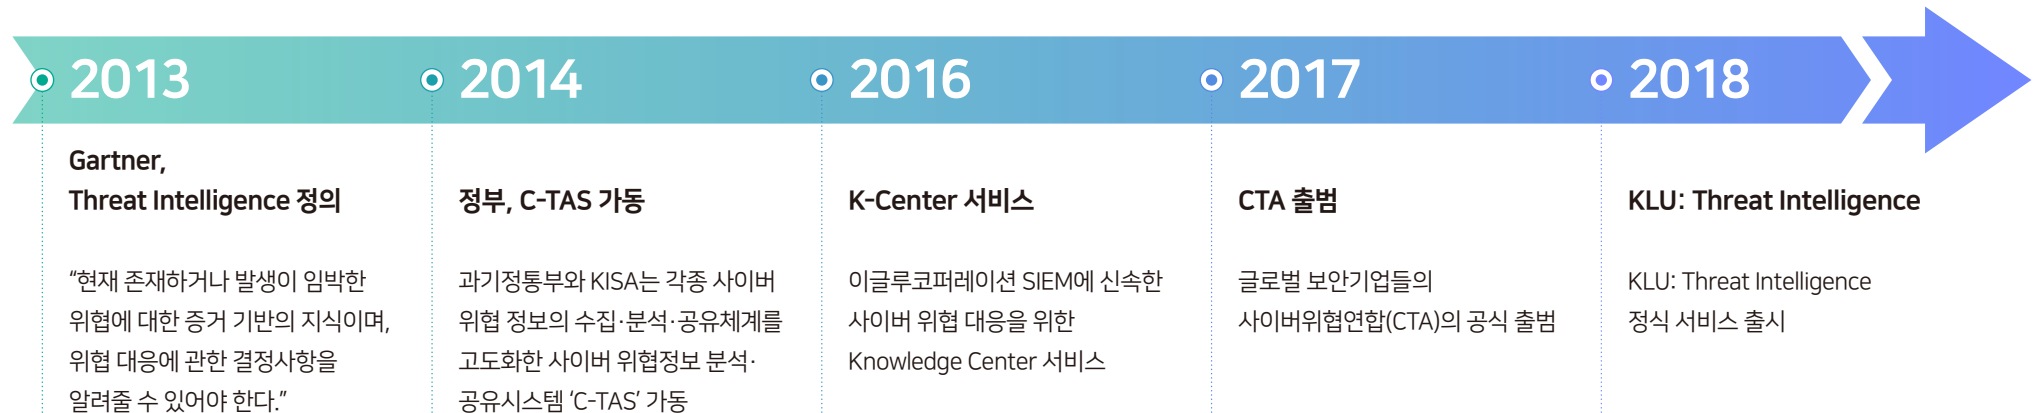 2013
Gartner,
Threat Intelligence 정의
“현재 존재하거나 발생이 임박한
위협에 대한 증거 기반의 지식이며,
위협 대응에 관한 결정사항을
알려줄 수 있어야 한다.”
2014
정부, C-TAS 가동
과기정통부와 KISA는 각종 사이버
위협 정보의 수집·분석·공유체계를
고도화한 사이버 위협정보 분석·
공유시스템 ‘C-TAS’ 가동
2016
K-Center 서비스
이글루코퍼레이션 SIEM에 신속한
사이버 위협 대응을 위한
Knowledge Center 서비스
2017
CTA 출범
글로벌 보안기업들의
사이버위협연합(CTA)의 공식 출범
2018
KLU: Threat Intelligence
KLU: Threat Intelligence
정식 서비스 출시